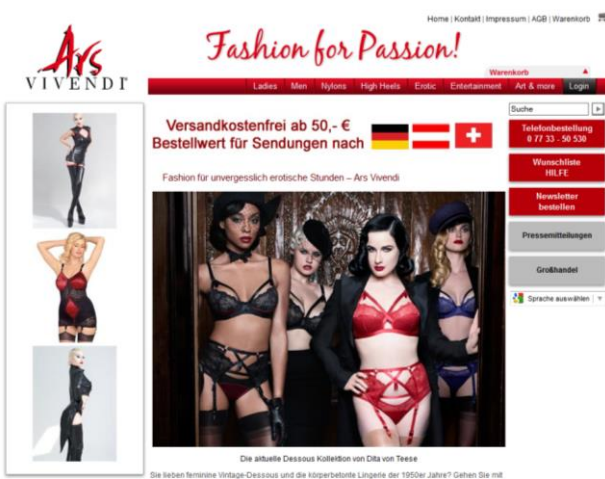 Home | Kontakt | Impressum | AGB | Warenkorb
Ars
VIVENDI
Fashion for Passion!
Warenkorb
Ladies Men Nylons High Heels Erotic Entertainment Art & more Login
Suche
Versandkostenfrei ab 50,- €
Bestellwert für Sendungen nach
Telefonbestellung
0 77 33 - 50 530
Wunschliste
HILFE
Newsletter
bestellen
Pressemitteilungen
Großhandel
Sprache auswählen
Fashion für unvergesslich erotische Stunden – Ars Vivendi
Die aktuelle Dessous Kollektion von Dita von Teese
Sie lieben feminine Vintage-Dessous und die körperbetonte Lingerie der 1950er Jahre? Gehen Sie mit